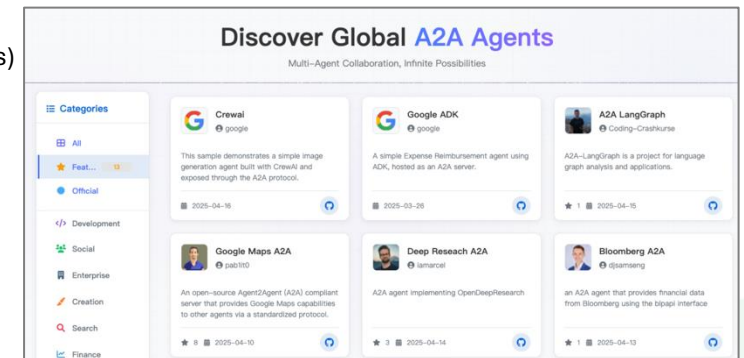 s)
Discover Global A2A Agents
Multi-Agent Collaboration, Infinite Possibilities
Categories
All
Feat... 13
Official
Development
Social
Enterprise
Creation
Search
Finance
Crewai
google
This sample demonstrates a simple image
generation agent built with CrewAI and
exposed through the A2A protocol.
2025-04-16
Google ADK
google
A simple Expense Reimbursement agent using
ADK, hosted as an A2A server.
2025-03-26
A2A LangGraph
Coding-Crashkurse
A2A-LangGraph is a project for language
graph analysis and applications.
1 2025-04-15
Google Maps A2A
pab1it0
An open-source Agent2Agent (A2A) compliant
server that provides Google Maps capabilities
to other agents via a standardized protocol.
8 2025-04-10
Deep Reseach A2A
iamarcel
A2A agent implementing OpenDeepResearch
3 2025-04-14
Bloomberg A2A
djsamseng
an A2A agent that provides financial data
from Bloomberg using the blpapi interface
1 2025-04-13